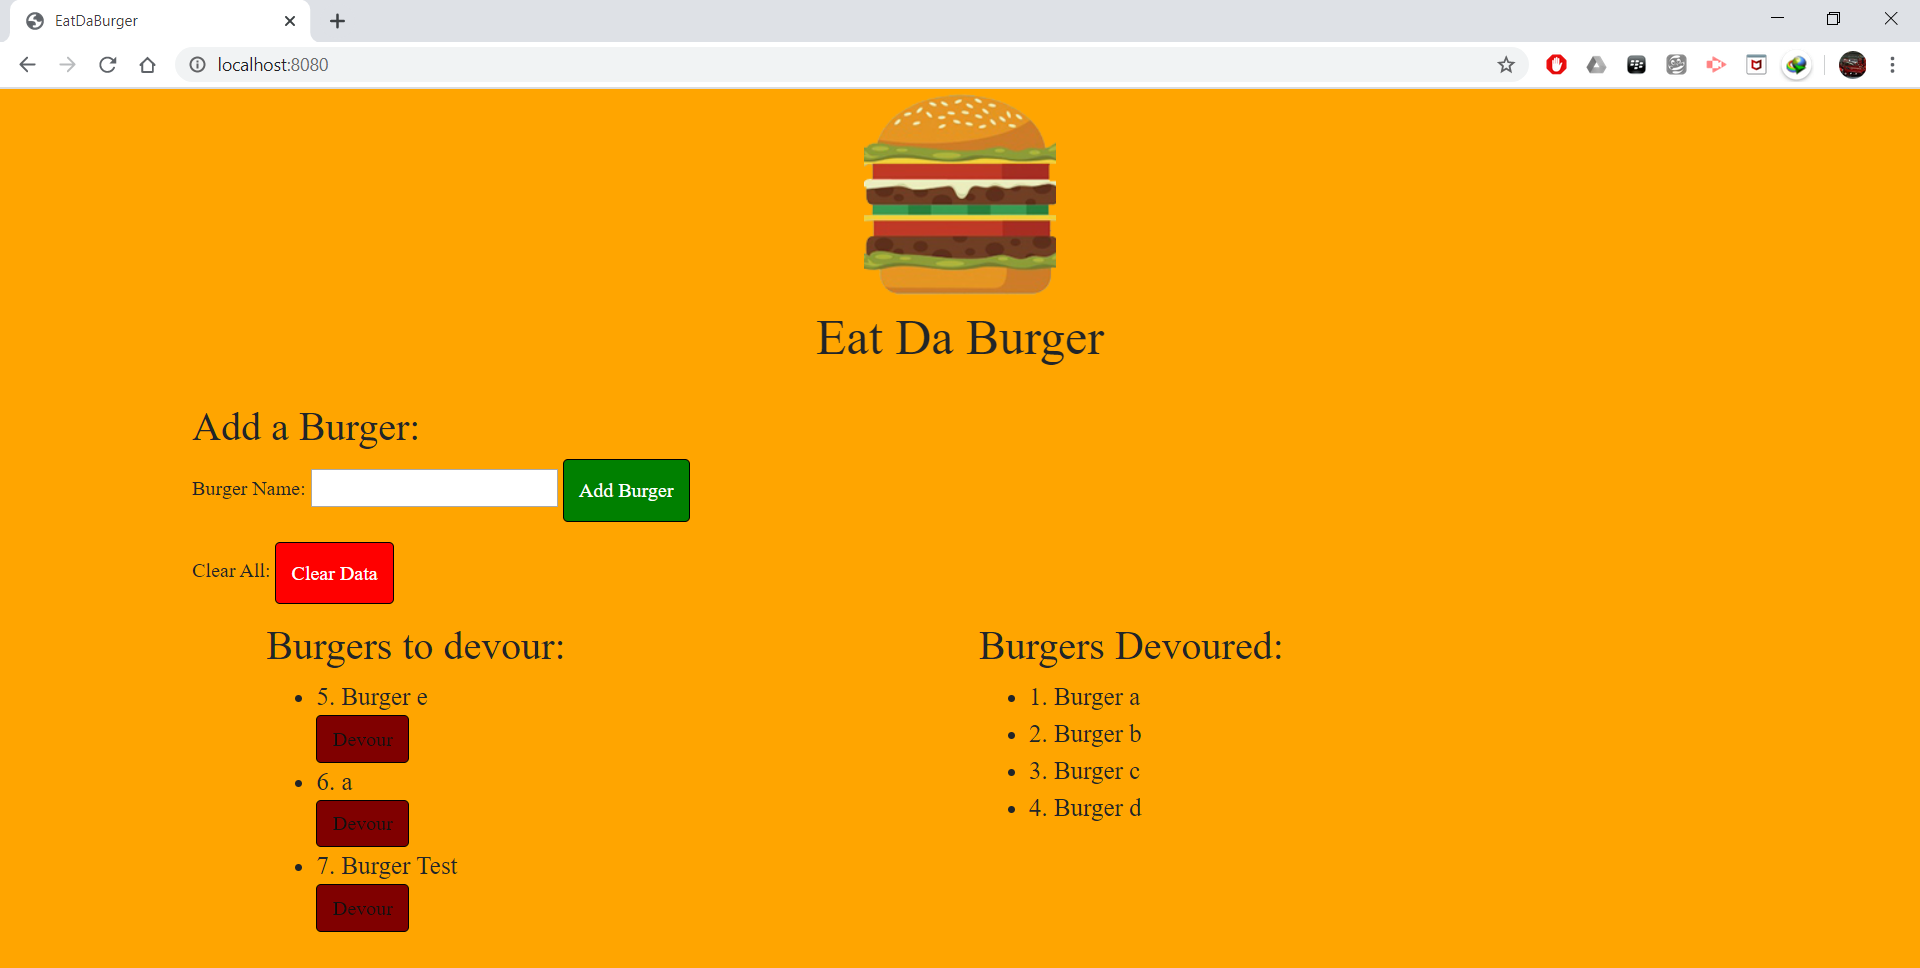 EatDaBurger
localhost:8080
Eat Da Burger
Add a Burger:
Burger Name: Add Burger
Clear All: Clear Data
Burgers to devour:
5. Burger e
Devour
6. a
Devour
7. Burger Test
Devour
Burgers Devoured:
1. Burger a
2. Burger b
3. Burger c
4. Burger d